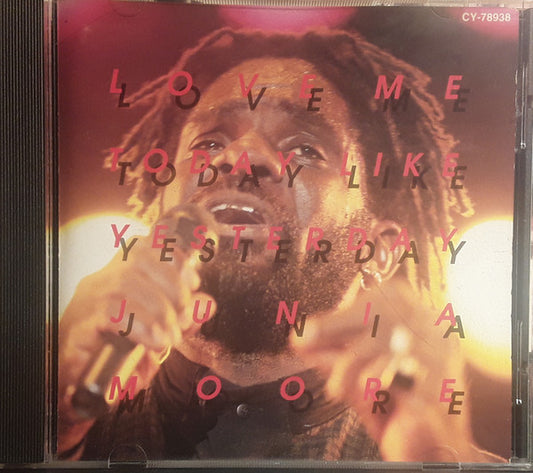 CY-78938
LOVE ME
TODAY LIKE
YESTERDAY
JUNIA
MOORE